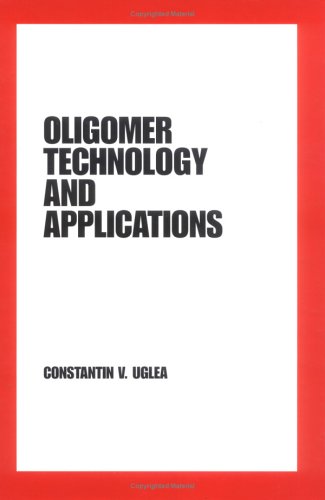 OLIGOMER
TECHNOLOGY
AND
APPLICATIONS
CONSTANTIN V. UGLEA